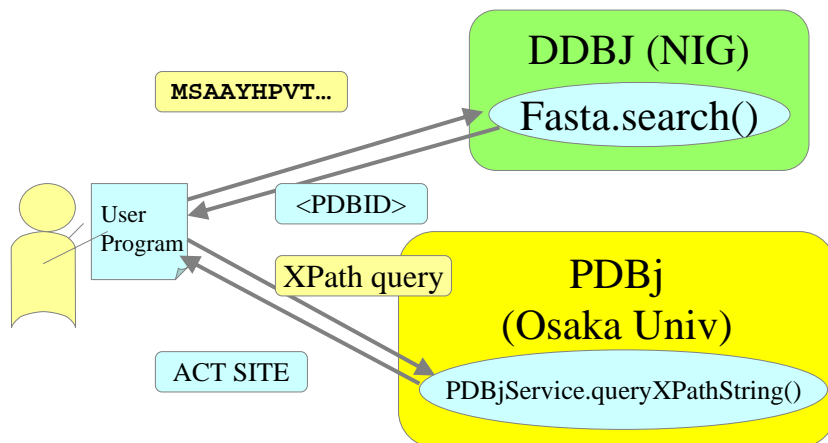 DDBJ (NIG)
MSAAYHPVT...
Fasta.search()
<PDBID>
User
Program
XPath query
PDBj
(Osaka Univ)
ACT SITE
PDBjService.queryXPathString()